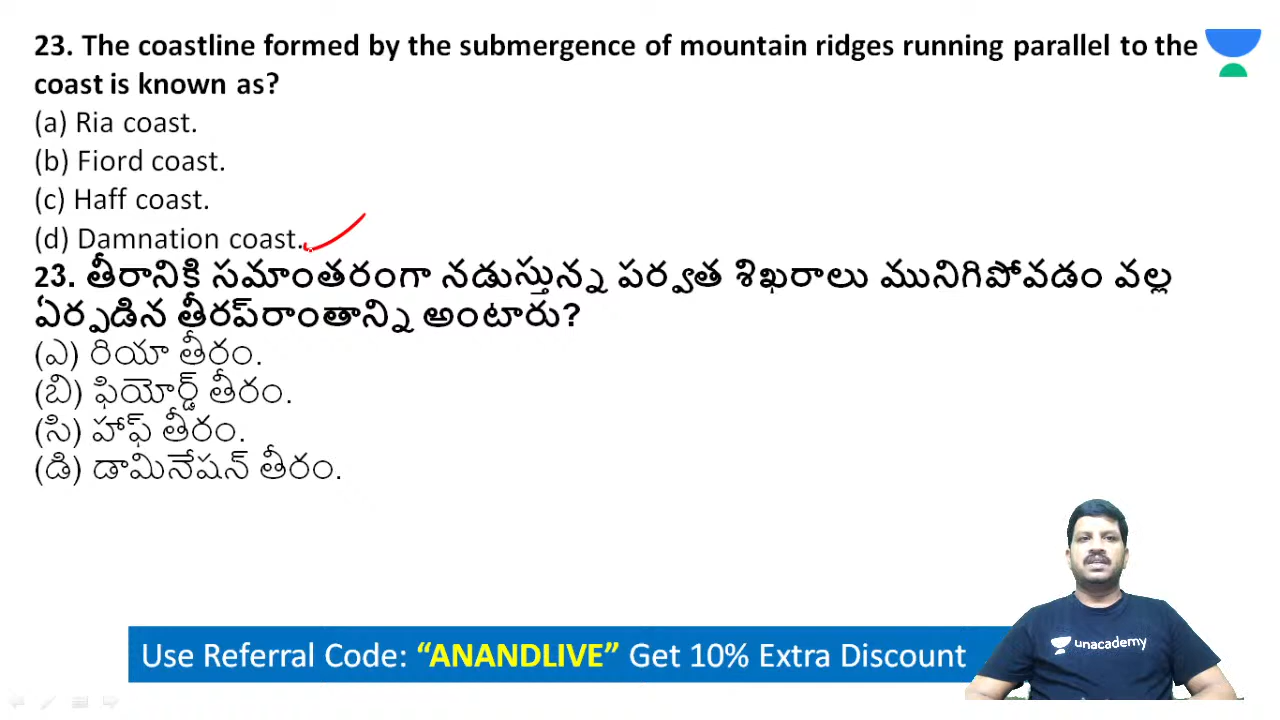 23. The coastline formed by the submergence of mountain ridges running parallel to the
coast is known as?
(a) Ria coast.
(b) Fiord coast.
(c) Haff coast.
(d) Damnation coast.
23. తీరానికి సమాంతరంగా నడుస్తున్న పర్వత శిఖరాలు మునిగిపోవడం వల్ల
ఏర్పడిన తీరప్‌రాంతాన్ని అంటారు?
(ఎ) రియా తీరం.
(బి) ఫియోర్డ్ తీరం.
(సి) హాఫ్ తీరం.
(డి) డామినేషన్ తీరం.
unacademy
Use Referral Code: “ANANDLIVE” Get 10% Extra Discount